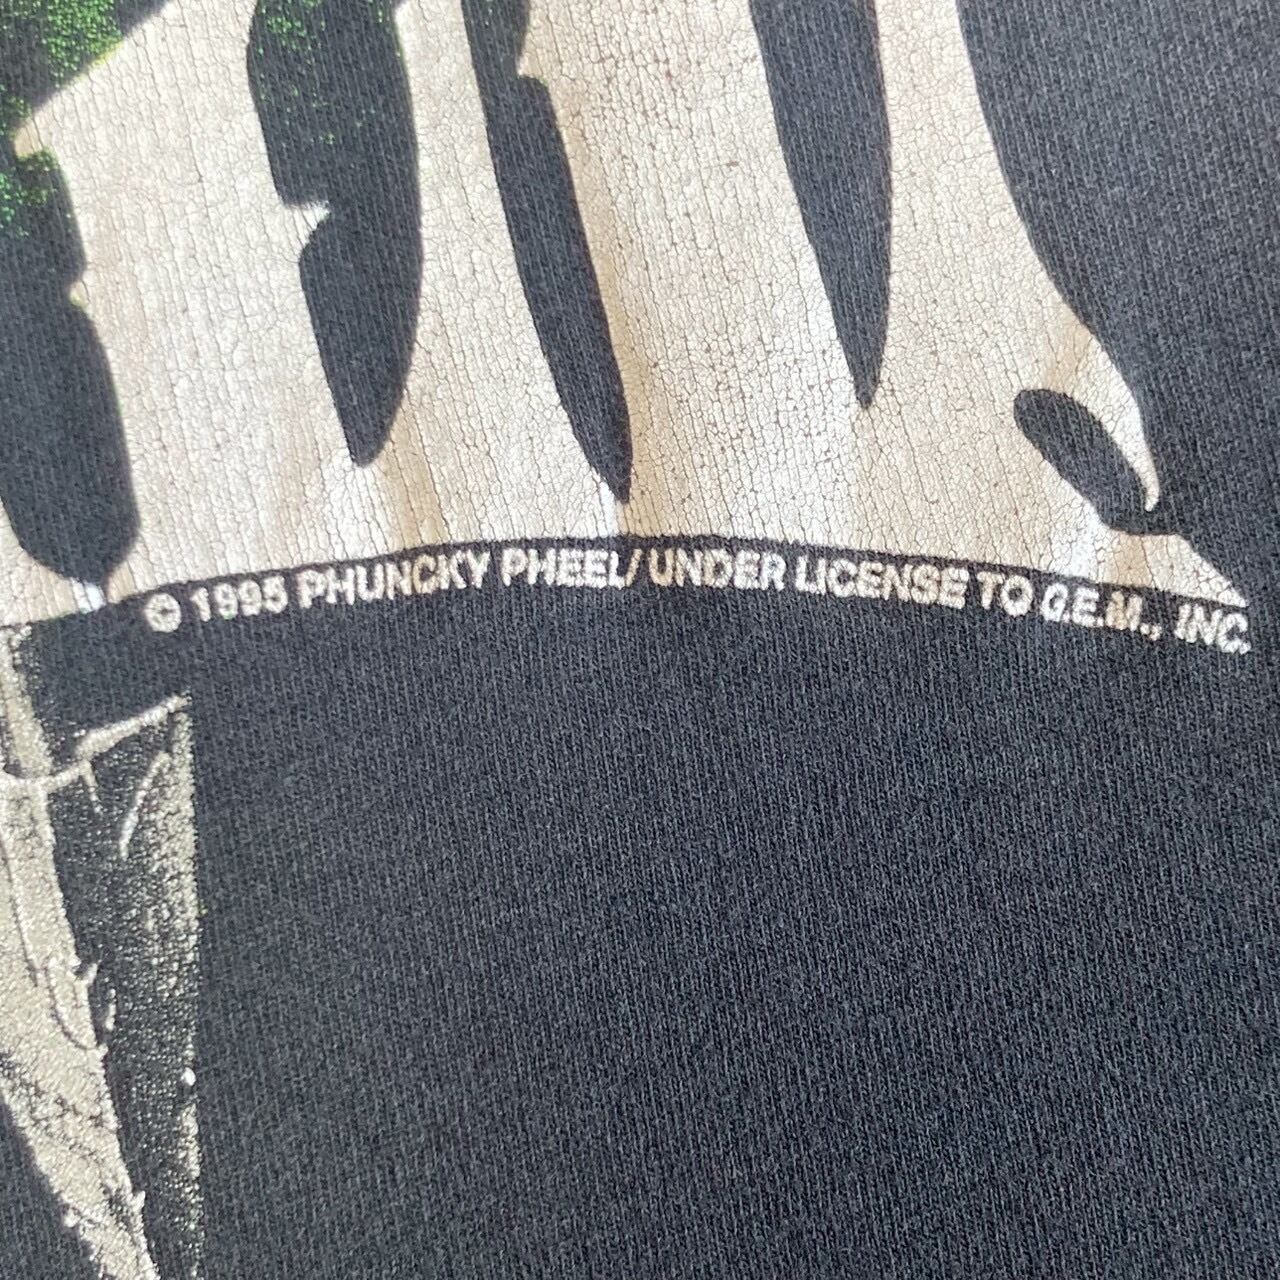 © 1995 PHUNCKY PHEEL/ UNDER LICENSE TO G.E.M., INC.